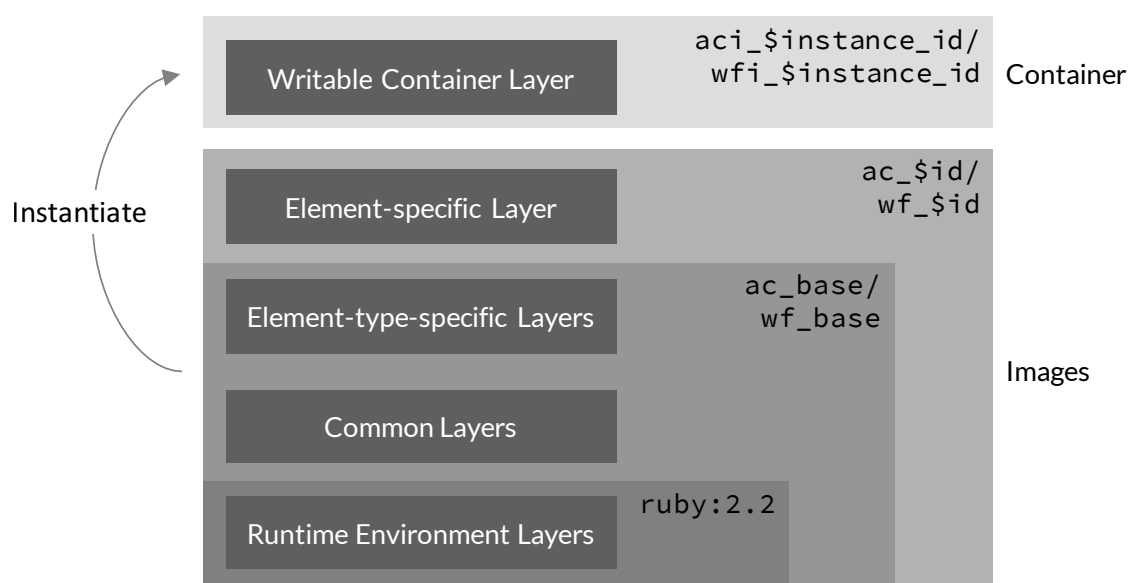 Writable Container Layer
aci_$instance_id/
wfi_$instance_id
Container
Instantiate
Element-specific Layer
ac_$id/
wf_$id
Element-type-specific Layers
ac_base/
wf_base
Images
Common Layers
Runtime Environment Layers
ruby:2.2